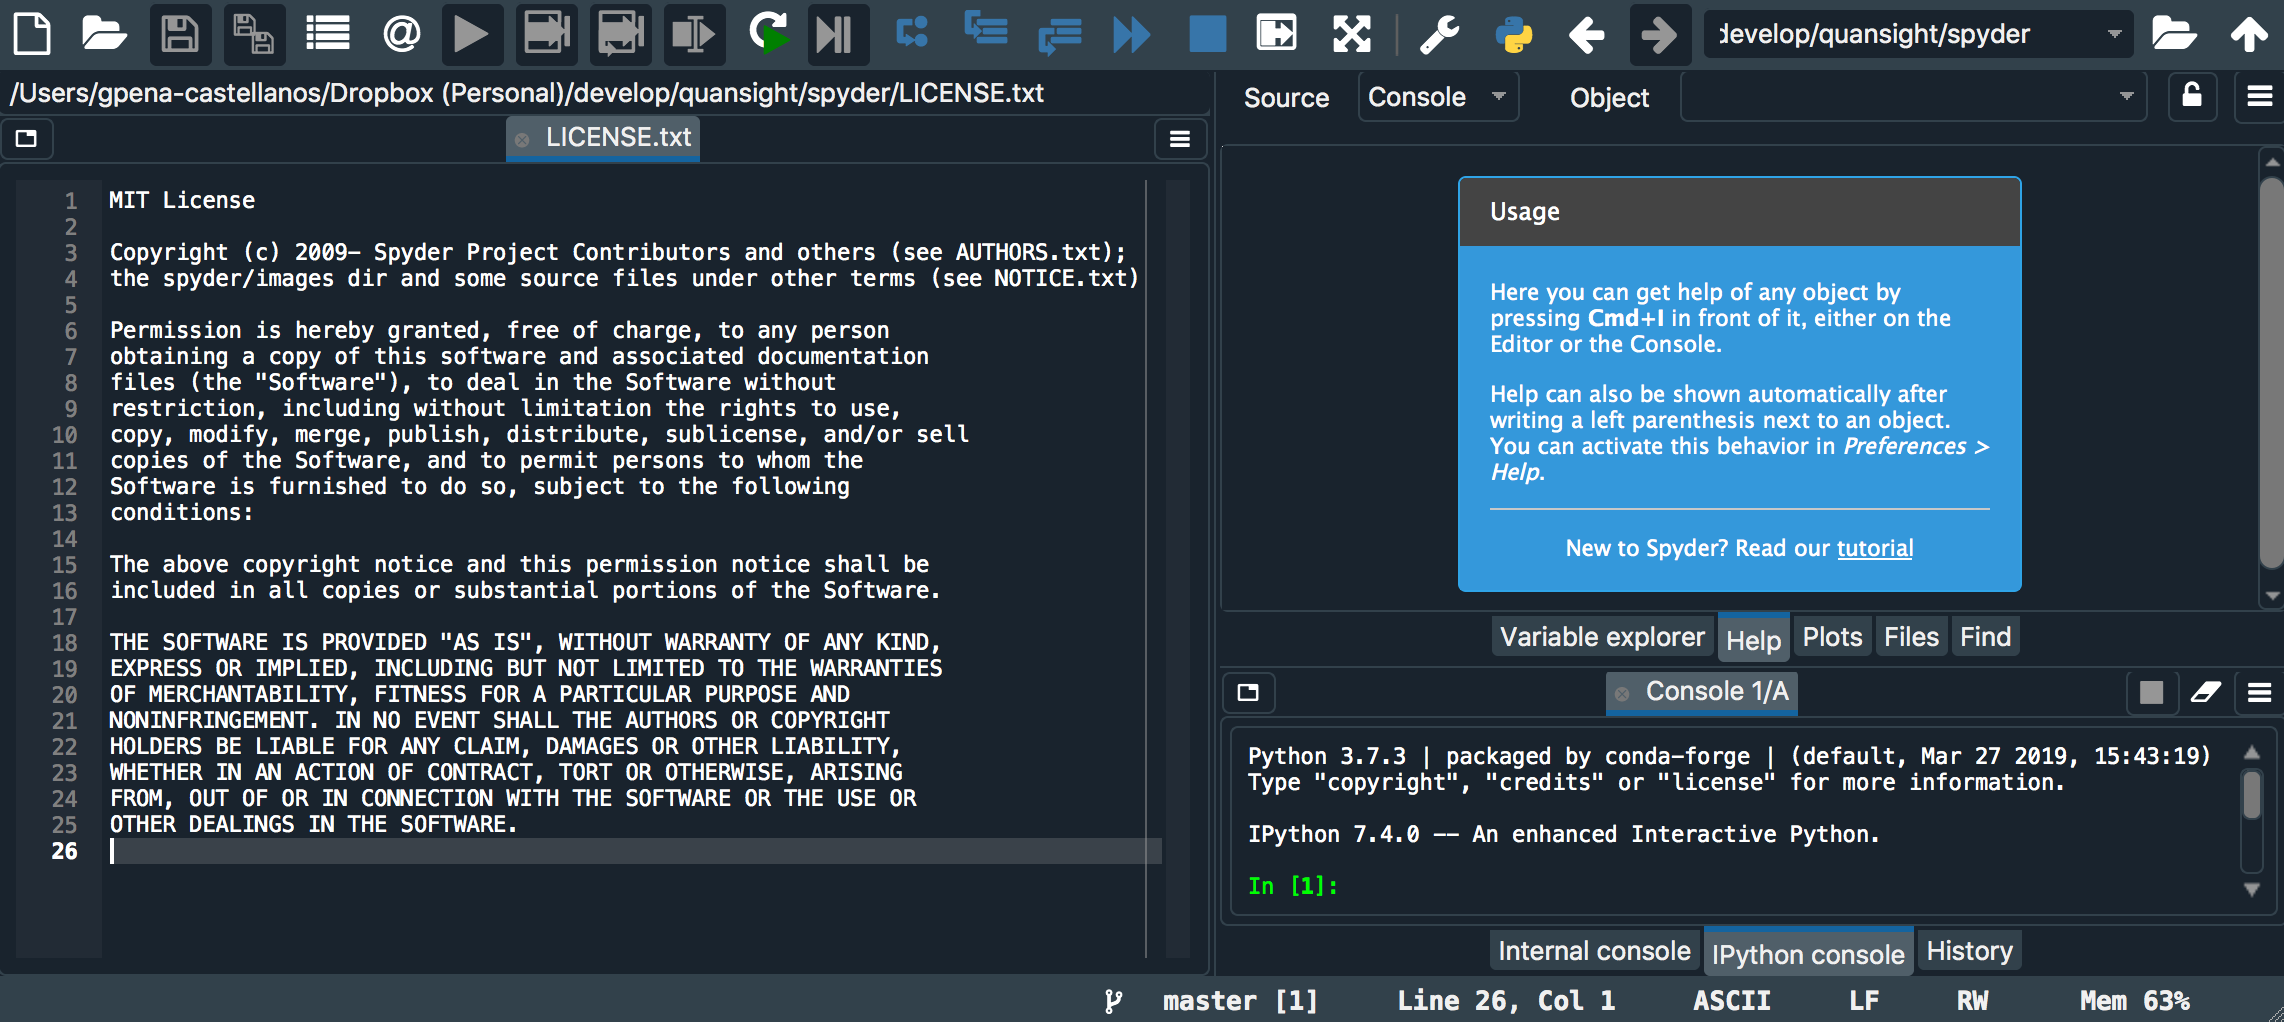 develop/quansight/spyder
/Users/gpena-castellanos/Dropbox (Personal)/develop/quansight/spyder/LICENSE.txt
Source Console Object
LICENSE.txt
1 MIT License
2
3 Copyright (c) 2009– Spyder Project Contributors and others (see AUTHORS.txt);
4 the spyder/images dir and some source files under other terms (see NOTICE.txt)
5
6 Permission is hereby granted, free of charge, to any person
7 obtaining a copy of this software and associated documentation
8 files (the "Software"), to deal in the Software without
9 restriction, including without limitation the rights to use,
10 copy, modify, merge, publish, distribute, sublicense, and/or sell
11 copies of the Software, and to permit persons to whom the
12 Software is furnished to do so, subject to the following
13 conditions:
14
15 The above copyright notice and this permission notice shall be
16 included in all copies or substantial portions of the Software.
17
18 THE SOFTWARE IS PROVIDED "AS IS", WITHOUT WARRANTY OF ANY KIND,
19 EXPRESS OR IMPLIED, INCLUDING BUT NOT LIMITED TO THE WARRANTIES
20 OF MERCHANTABILITY, FITNESS FOR A PARTICULAR PURPOSE AND
21 NONINFRINGEMENT. IN NO EVENT SHALL THE AUTHORS OR COPYRIGHT
22 HOLDERS BE LIABLE FOR ANY CLAIM, DAMAGES OR OTHER LIABILITY,
23 WHETHER IN AN ACTION OF CONTRACT, TORT OR OTHERWISE, ARISING
24 FROM, OUT OF OR IN CONNECTION WITH THE SOFTWARE OR THE USE OR
25 OTHER DEALINGS IN THE SOFTWARE.
26
Usage
Here you can get help of any object by
pressing Cmd+I in front of it, either on the
Editor or the Console.
Help can also be shown automatically after
writing a left parenthesis next to an object.
You can activate this behavior in Preferences >
Help.
New to Spyder? Read our tutorial
Variable explorer Help Plots Files Find
Console 1/A
Python 3.7.3 | packaged by conda-forge | (default, Mar 27 2019, 15:43:19)
Type "copyright", "credits" or "license" for more information.
IPython 7.4.0 -- An enhanced Interactive Python.
In [1]:
Internal console IPython console History
master [1] Line 26, Col 1 ASCII LF RW Mem 63%